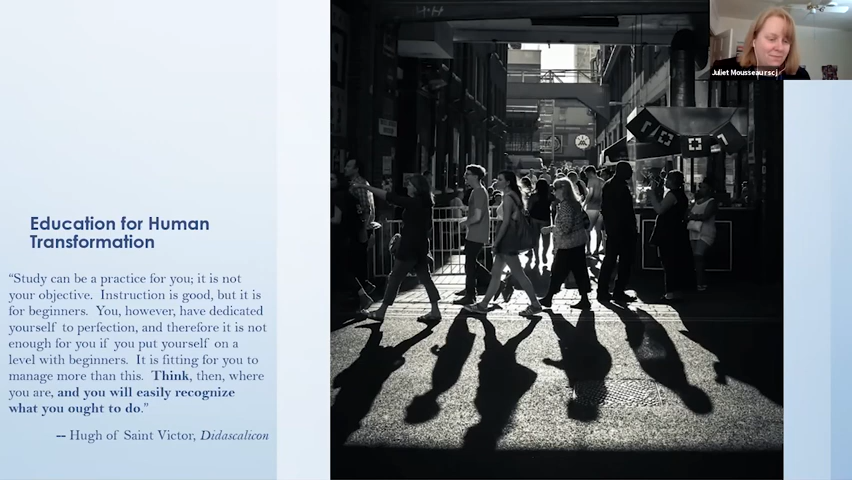 Juliet Mousseau rscj
Education for Human
Transformation
“Study can be a practice for you; it is not
your objective.  Instruction is good, but it is
for beginners.  You, however, have dedicated
yourself to perfection, and therefore it is not
enough for you if you put yourself on a
level with beginners.  It is fitting for you to
manage more than this.  Think, then, where
you are, and you will easily recognize
what you ought to do.”
-- Hugh of Saint Victor, Didascalicon